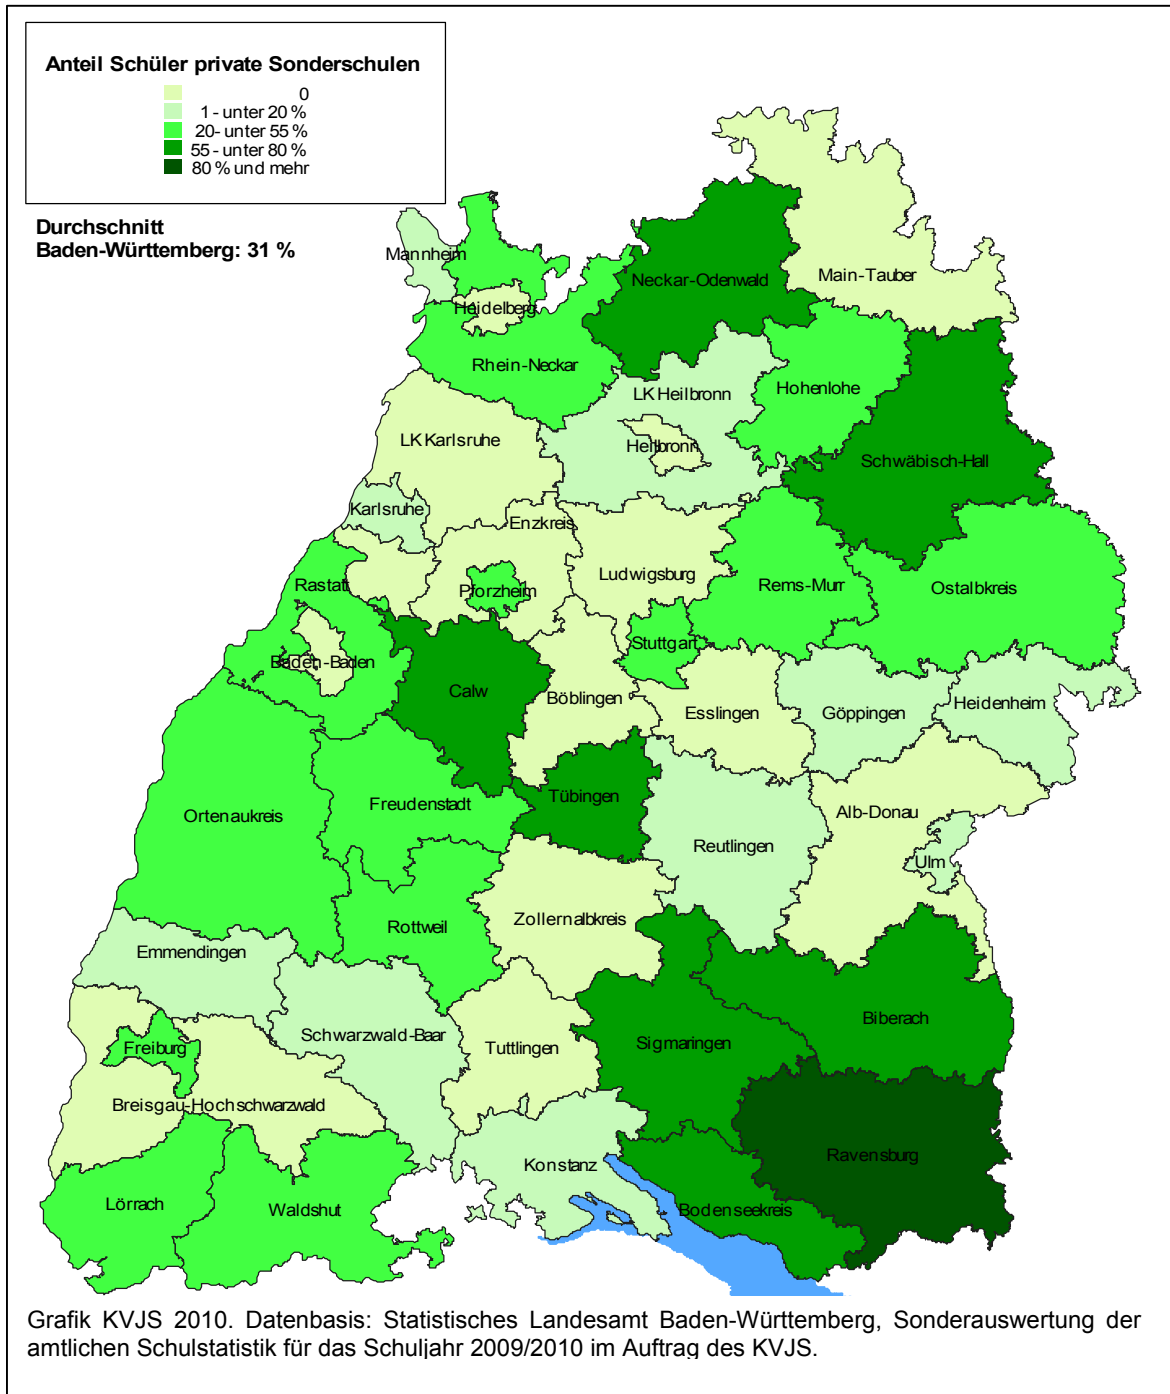 Anteil Schüler private Sonderschulen
0
1 - unter 20 %
20- unter 55 %
55 - unter 80 %
80 % und mehr
Durchschnitt
Baden-Württemberg: 31 %
Mannheim
Neckar-Odenwald
Main-Tauber
Heidelberg
Rhein-Neckar
LK Heilbronn
Hohenlohe
LK Karlsruhe
Heilbronn
Schwäbisch-Hall
Karlsruhe
Enzkreis
Ludwigsburg
Rems-Murr
Ostalbkreis
Rastatt
Pforzheim
Stuttgart
Baden-Baden
Calw
Böblingen
Esslingen
Göppingen
Heidenheim
Ortenaukreis
Freudenstadt
Tübingen
Reutlingen
Alb-Donau
Ulm
Zollernalbkreis
Rottweil
Emmendingen
Schwarzwald-Baar
Tuttlingen
Sigmaringen
Biberach
Freiburg
Breisgau-Hochschwarzwald
Konstanz
Ravensburg
Lörrach
Waldshut
Bodenseekreis
Grafik KVJS 2010. Datenbasis: Statistisches Landesamt Baden-Württemberg, Sonderauswertung der
amtlichen Schulstatistik für das Schuljahr 2009/2010 im Auftrag des KVJS.